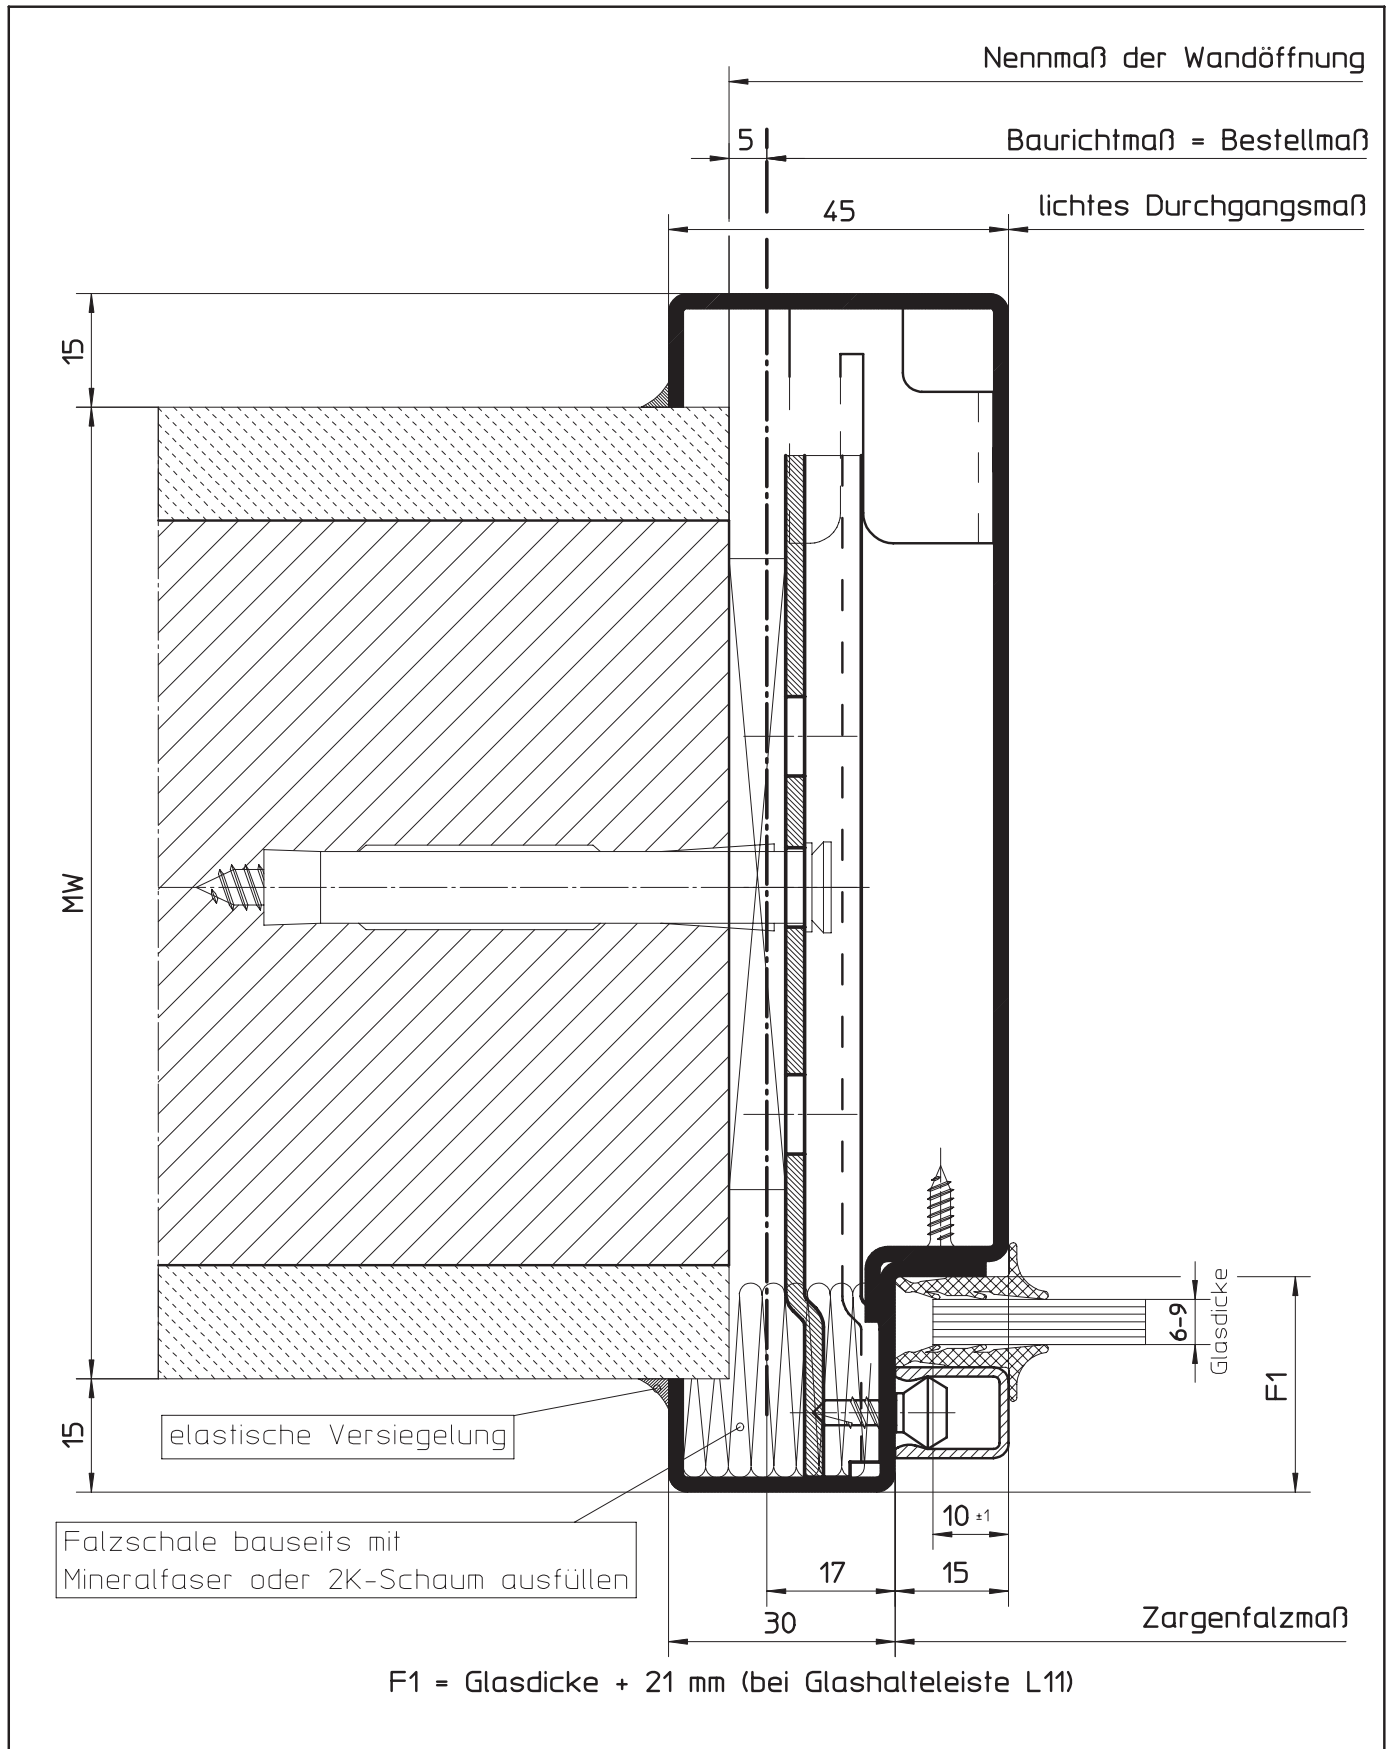 Nennmaß der Wandöffnung
5
Baurichtmaß = Bestellmaß
45
lichtes Durchgangsmaß
15
MW
6-9
Glasdicke
F1
15
elastische Versiegelung
10 ±1
Falzschale bauseits mit
Mineralfaser oder 2K-Schaum ausfüllen
17
15
30
Zargenfalzmaß
F1 = Glasdicke + 21 mm (bei Glashalteleiste L11)